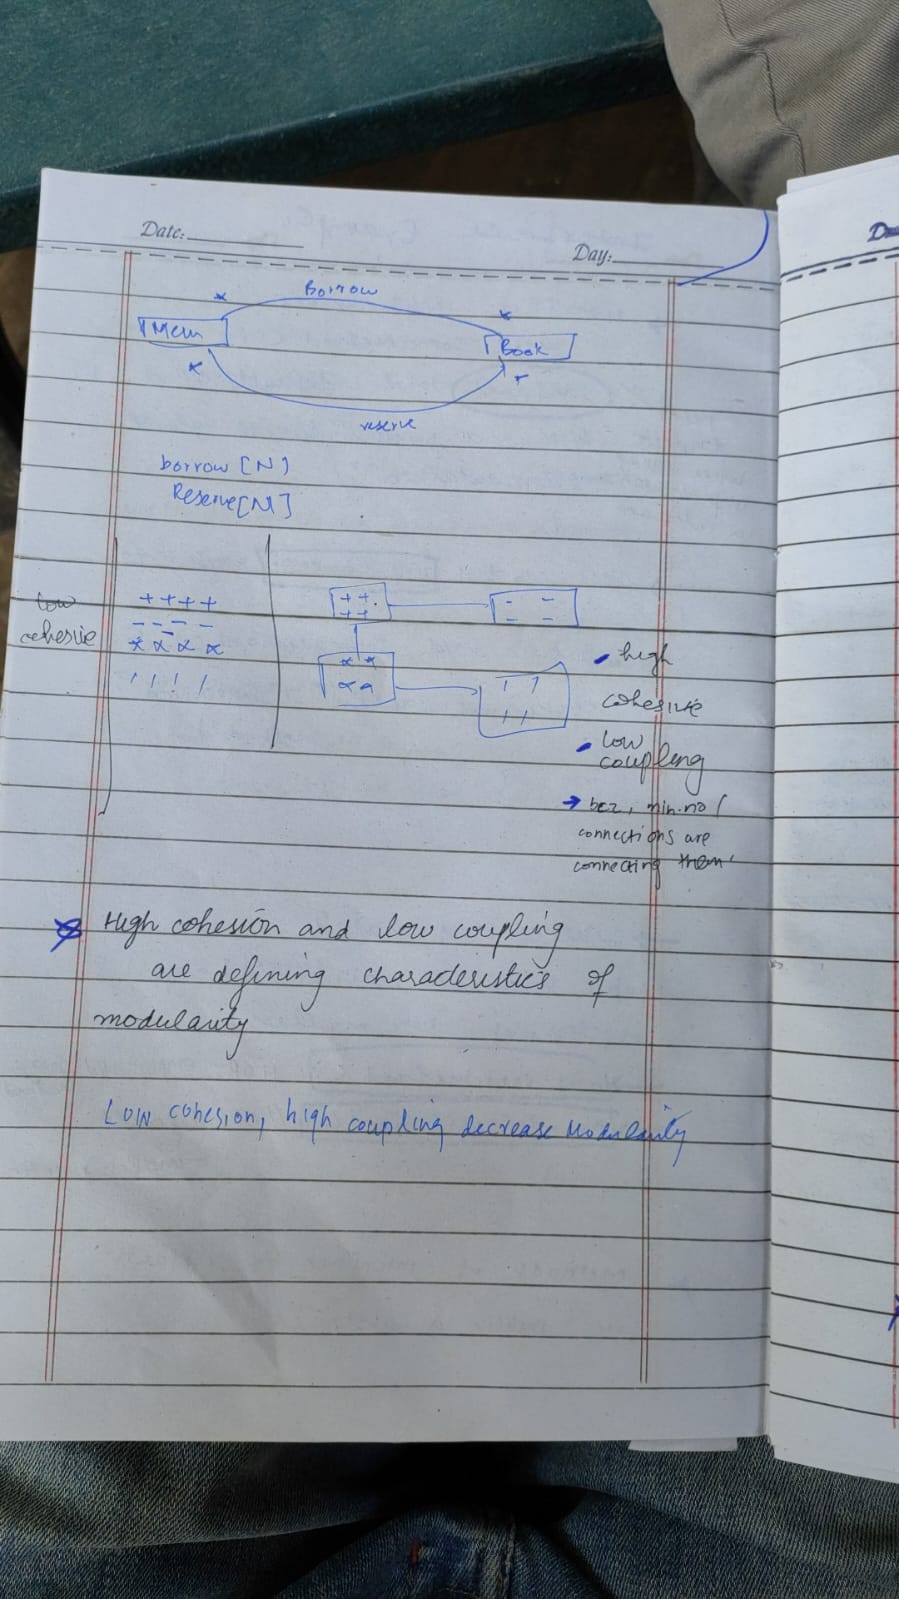 Date:
Day:
Borrow
* *
Mem
Book
* *
reserve
borrow [N]
Reserve[M]
low
cohesive
+ + + +
– – – –
* α α α
/ / / /
+ +
+ +
– –
– –
* *
α α
/ /
/ /
• high
cohesive
• low
coupling
→ bcz, min. no /
connections are
connecting them
High cohesion and low coupling
are defining characteristics of
modularity
Low cohesion, high coupling decrease Modularity